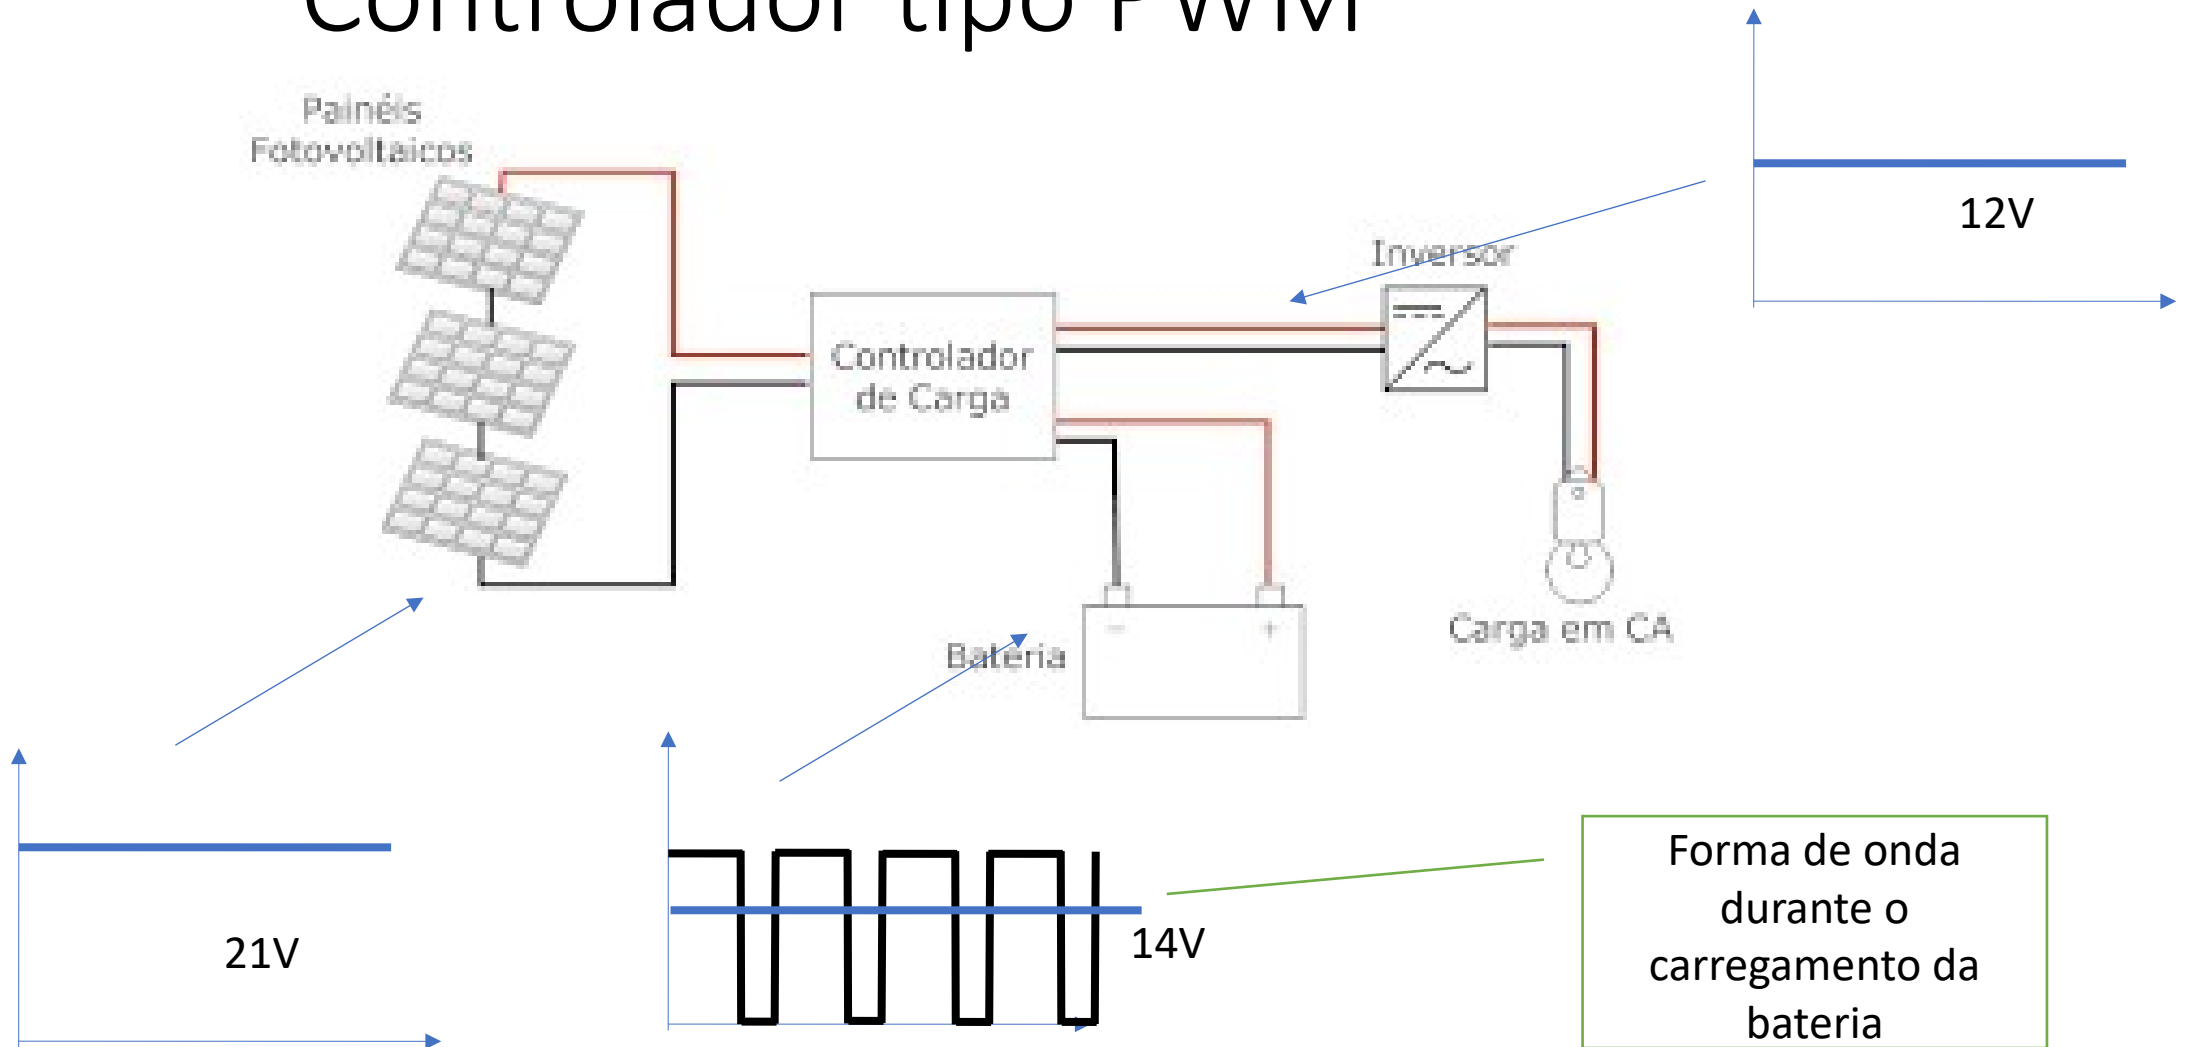 Controlador tipo PWM
Painéis
Fotovoltaicos
12V
Inversor
Controlador
de Carga
Bateria
Carga em CA
21V
14V
Forma de onda
durante o
carregamento da
bateria